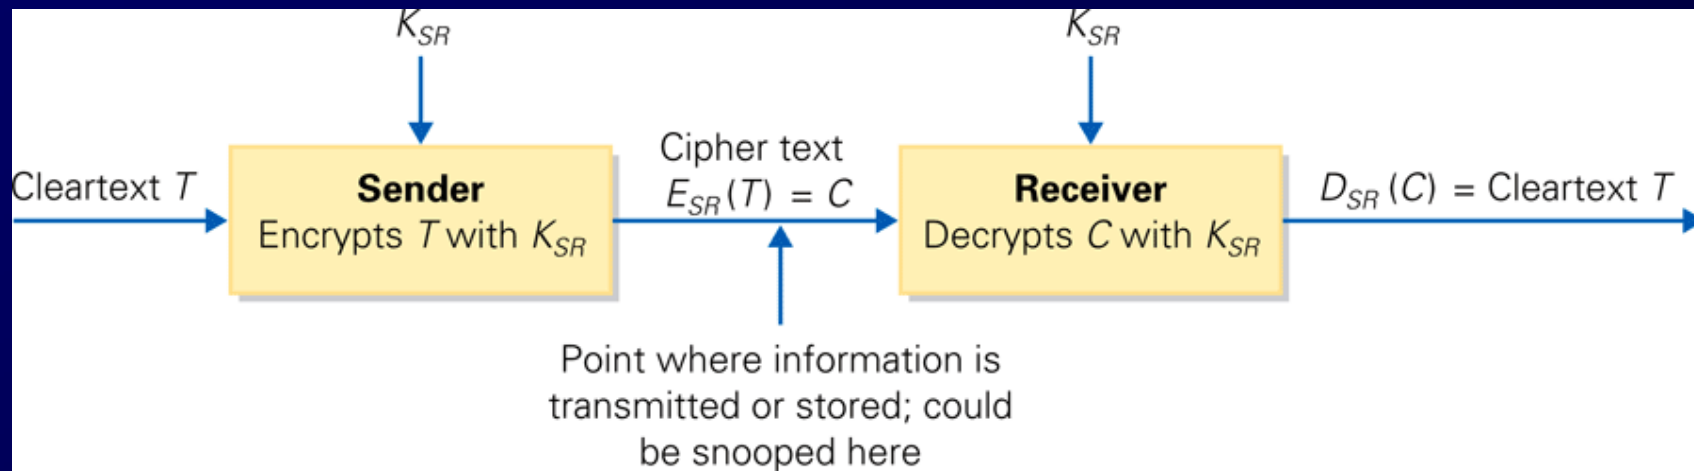 K_SR
K_SR
Cleartext T
Sender
Encrypts T with K_SR
Cipher text
E_SR (T) = C
Receiver
Decrypts C with K_SR
D_SR (C) = Cleartext T
Point where information is
transmitted or stored; could
be snooped here